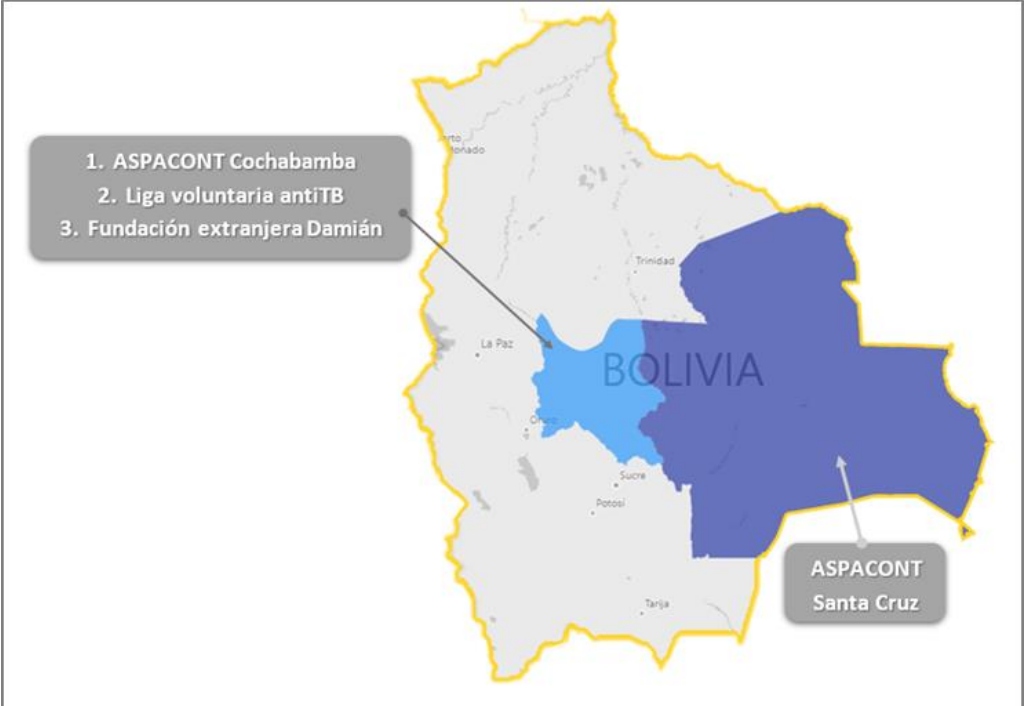 1. ASPACONT Cochabamba
2. Liga voluntaria antiTB
3. Fundación extranjera Damián
Trinidad
La Paz
BOLIVIA
Sucre
Potosí
ASPACONT
Santa Cruz
Tarija